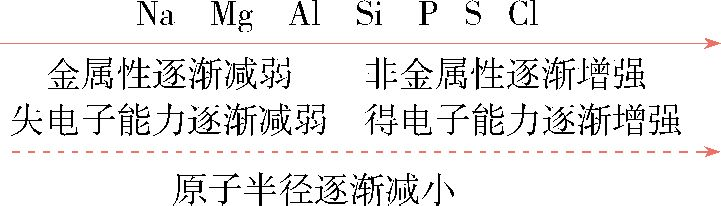 Na Mg Al Si P S Cl
金属性逐渐减弱 非金属性逐渐增强
失电子能力逐渐减弱 得电子能力逐渐增强
原子半径逐渐减小